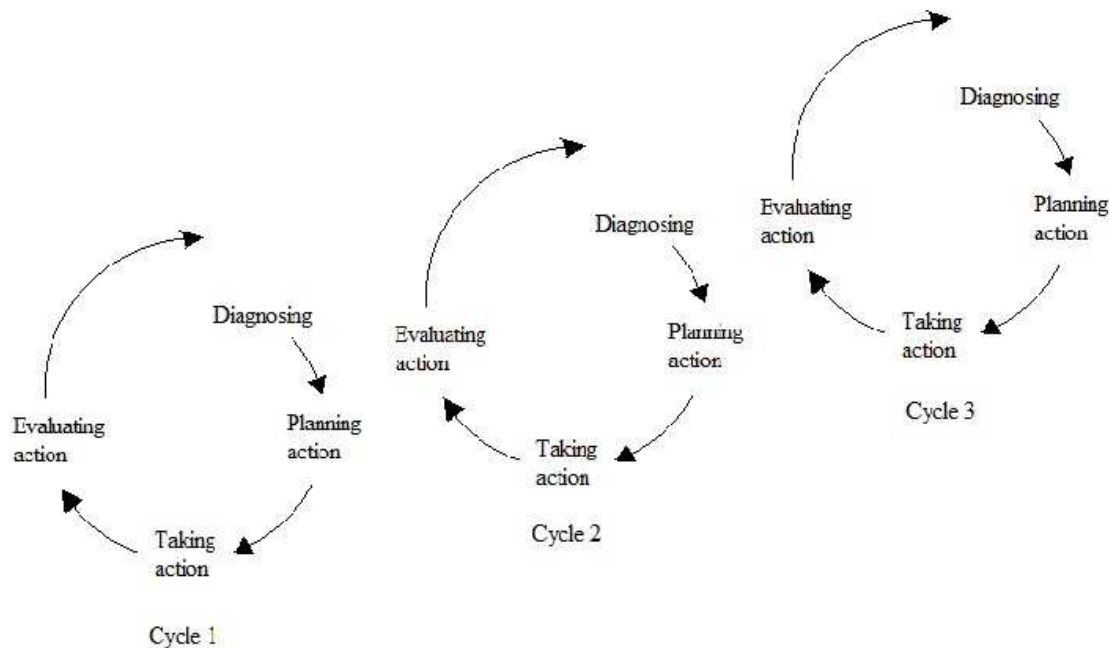 Diagnosing
Planning
action
Taking
action
Evaluating
action
Cycle 1
Diagnosing
Planning
action
Taking
action
Evaluating
action
Cycle 2
Diagnosing
Planning
action
Taking
action
Evaluating
action
Cycle 3